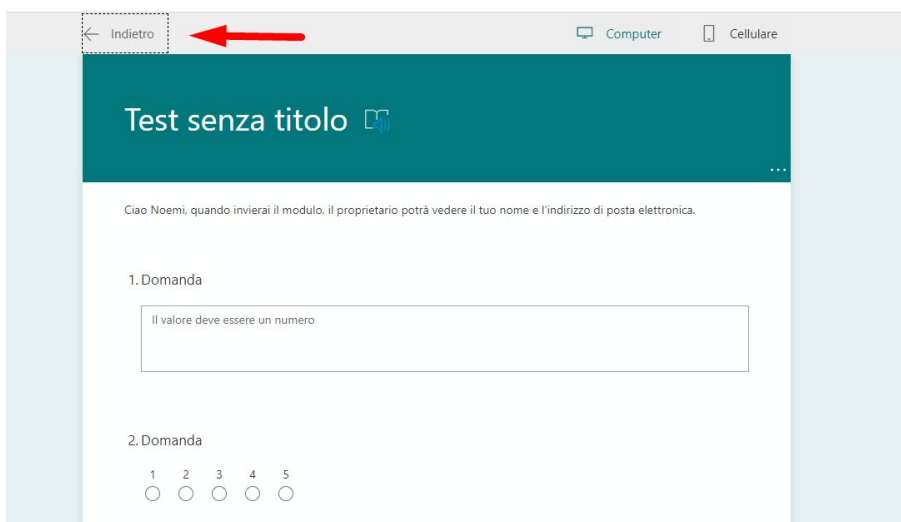 Indietro
Computer
Cellulare
Test senza titolo
...
Ciao Noemi, quando invierai il modulo, il proprietario potrà vedere il tuo nome e l'indirizzo di posta elettronica.
1. Domanda
Il valore deve essere un numero
2. Domanda
1 2 3 4 5